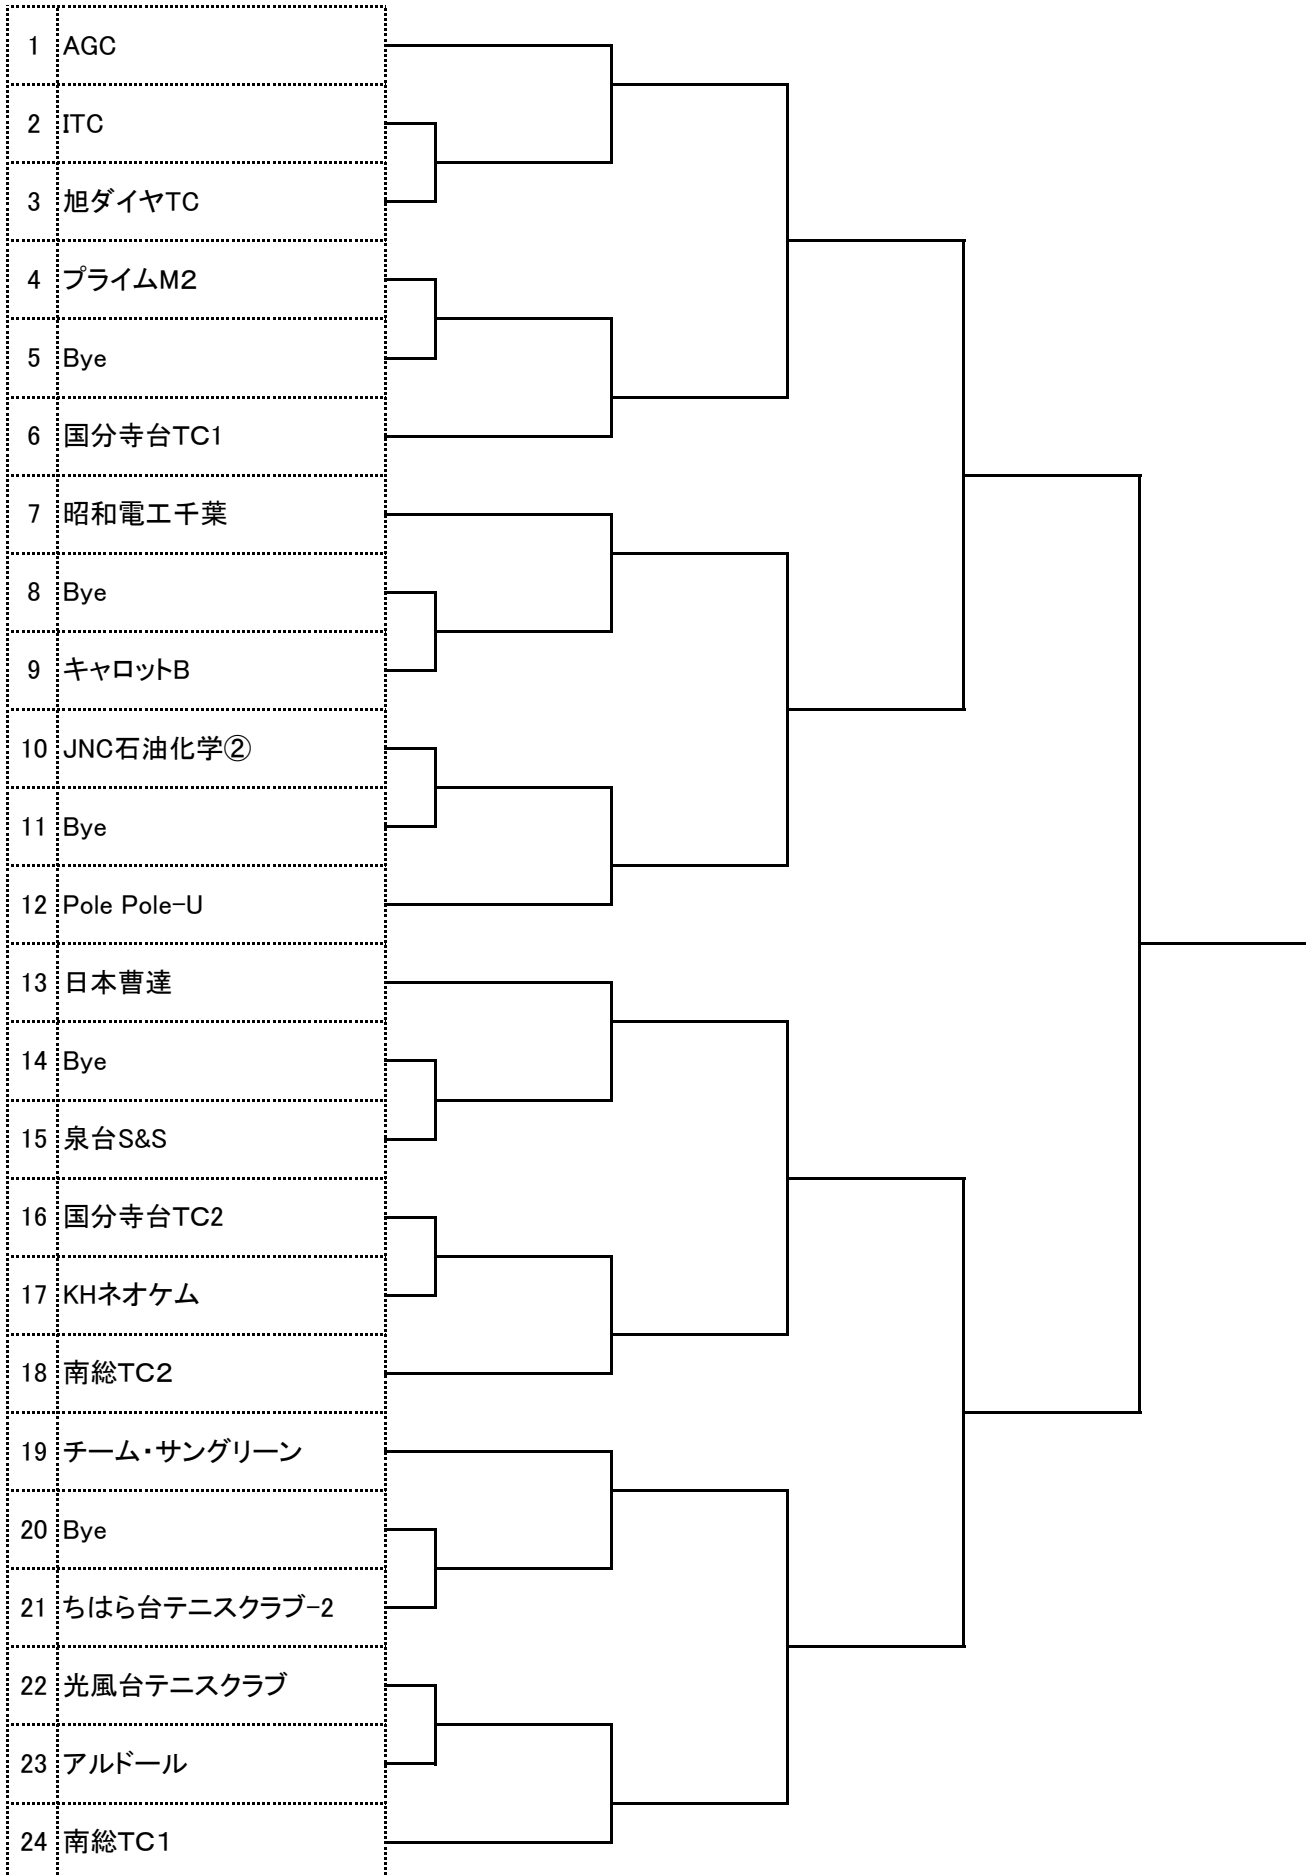 1 AGC
2 ITC
3 旭ダイヤTC
4 プライムM2
5 Bye
6 国分寺台TC1
7 昭和電工千葉
8 Bye
9 キャロットB
10 JNC石油化学②
11 Bye
12 Pole Pole-U
13 日本曹達
14 Bye
15 泉台S&S
16 国分寺台TC2
17 KHネオケム
18 南総TC2
19 チーム・サングリーン
20 Bye
21 ちはら台テニスクラブ-2
22 光風台テニスクラブ
23 アルドール
24 南総TC1